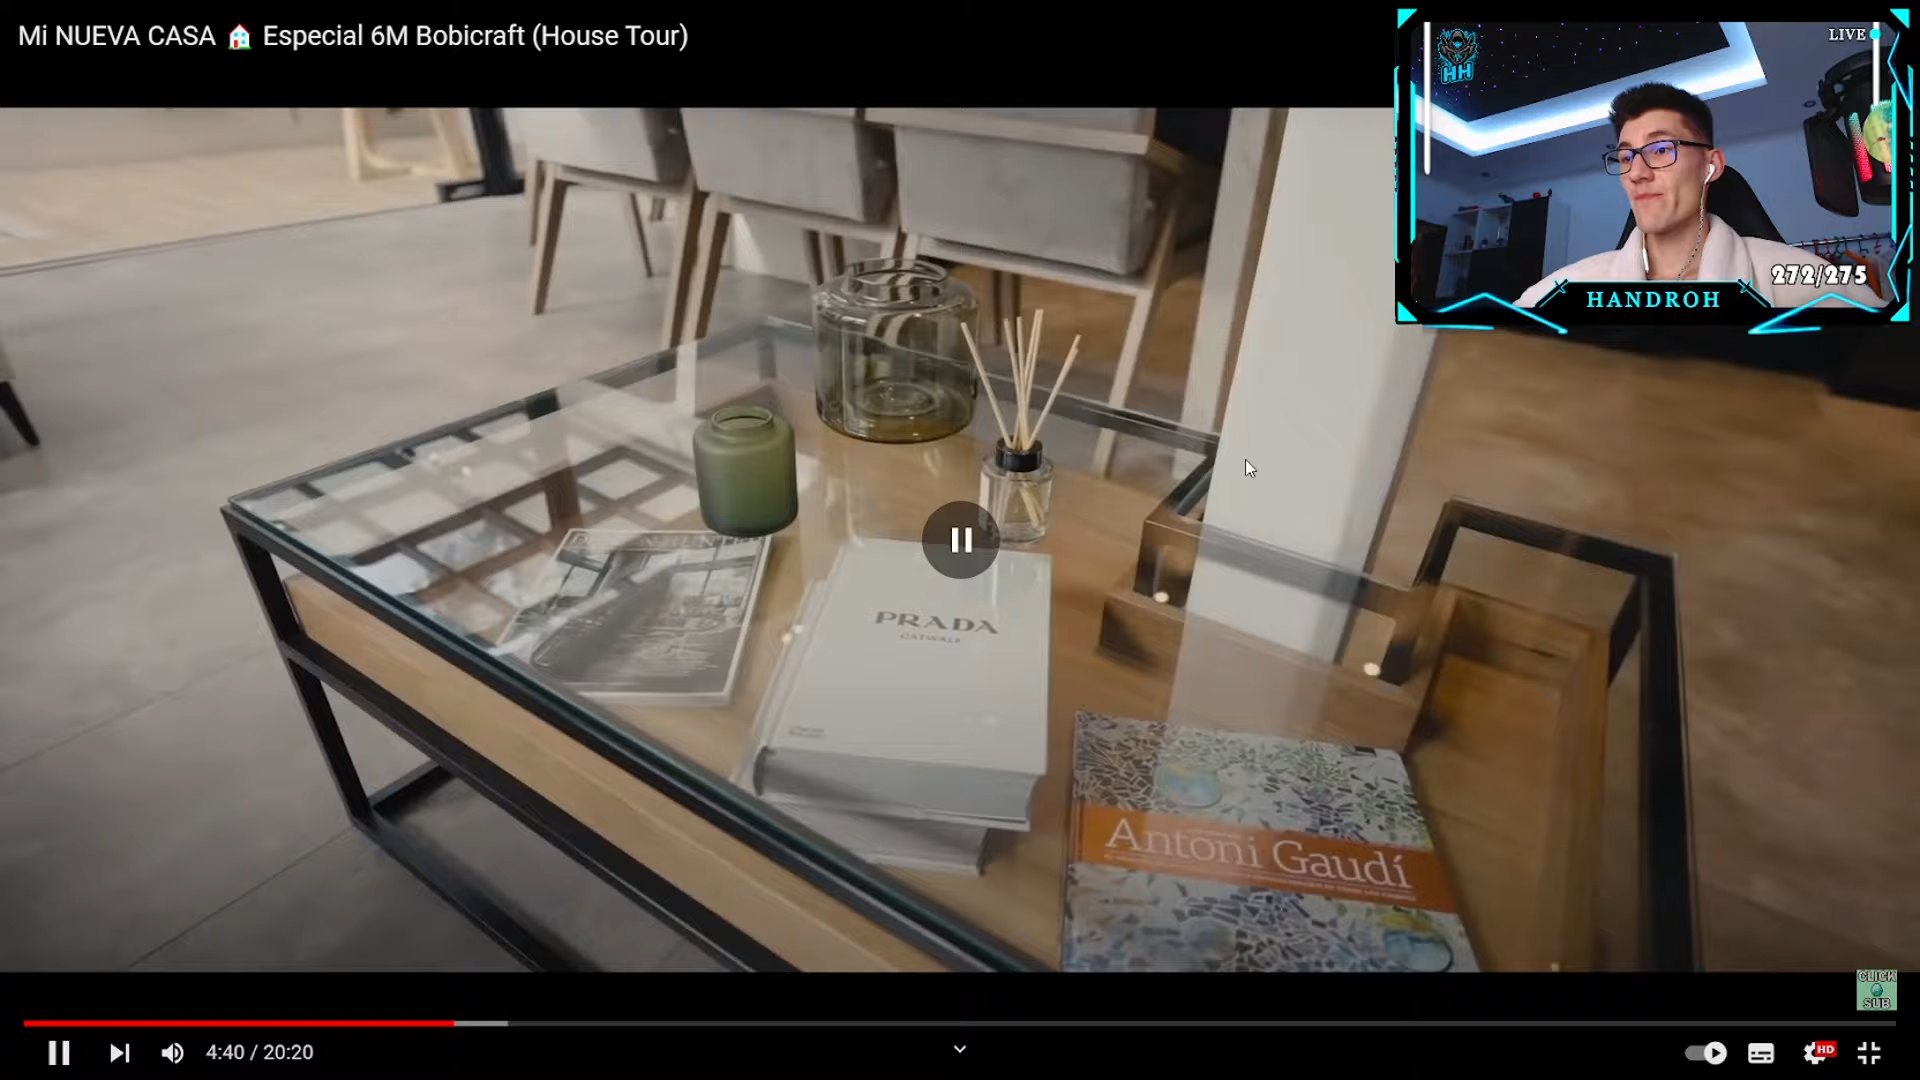 Mi NUEVA CASA 🏠 Especial 6M Bobicraft (House Tour)
LIVE
HH
272/275
HANDROH
PRADA
CATWALK
Antoni Gaudí
CLICK
SUB
4:40 / 20:20
HD